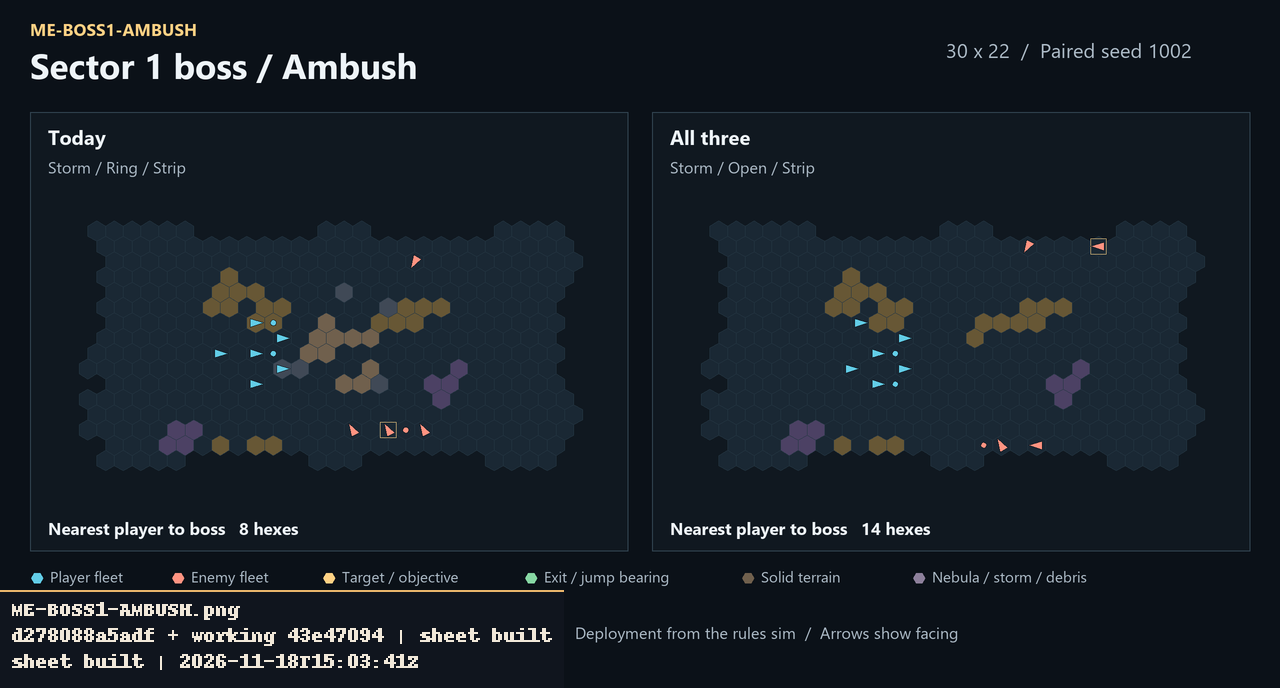 ME-BOSS1-AMBUSH
Sector 1 boss / Ambush
30 x 22 / Paired seed 1002
Today
Storm / Ring / Strip
Nearest player to boss 8 hexes
All three
Storm / Open / Strip
Nearest player to boss 14 hexes
Player fleet
Enemy fleet
Target / objective
Exit / jump bearing
Solid terrain
Nebula / storm / debris
ME-BOSS1-AMBUSH.png
d278088a5adf + working 43e47094 | sheet built
sheet built | 2026-11-18T15:03:41Z
Deployment from the rules sim / Arrows show facing